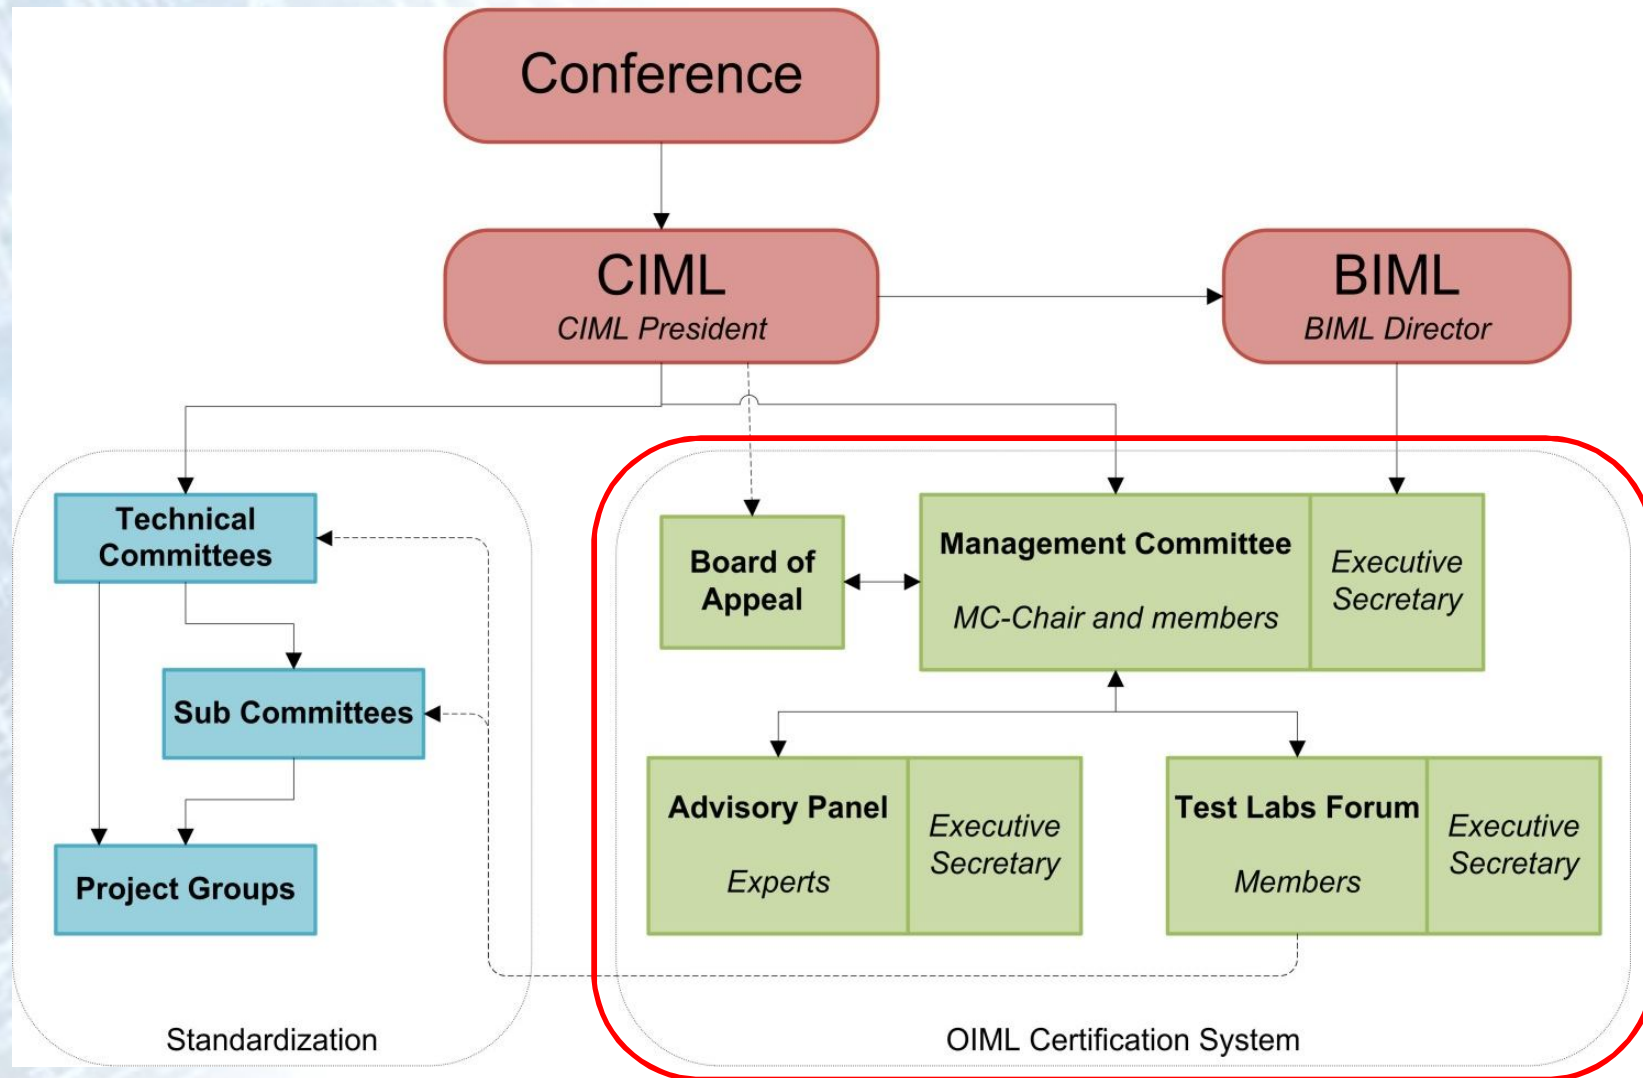 Conference
CIML
CIML President
BIML
BIML Director
Technical
Committees
Sub Committees
Project Groups
Standardization
Board of
Appeal
Management Committee
MC-Chair and members
Executive
Secretary
Advisory Panel
Experts
Executive
Secretary
Test Labs Forum
Members
Executive
Secretary
OIML Certification System